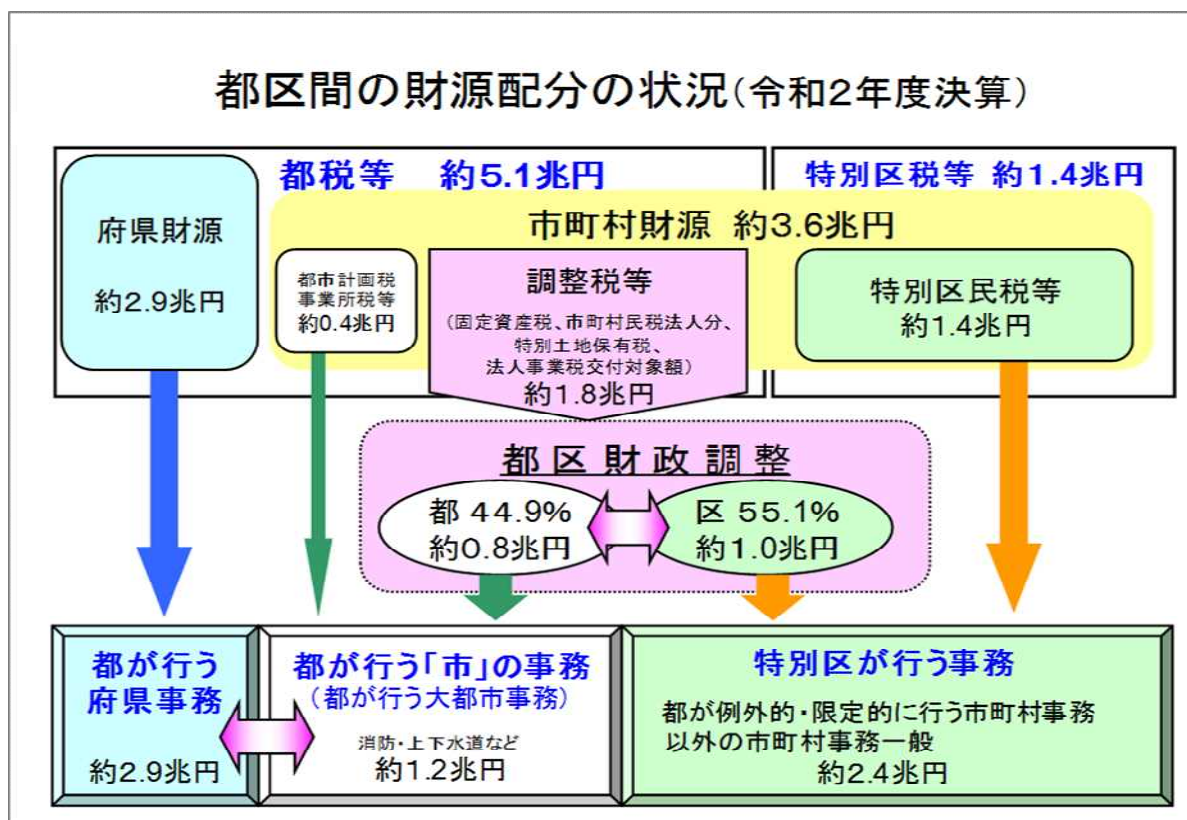 都区間の財源配分の状況(令和2年度決算)
都税等 約5.1兆円
特別区税等 約1.4兆円
府県財源
約2.9兆円
市町村財源 約3.6兆円
都市計画税
事業所税等
約0.4兆円
調整税等
(固定資産税、市町村民税法人分、
特別土地保有税、
法人事業税交付対象額)
約1.8兆円
特別区民税等
約1.4兆円
都区財政調整
都 44.9%
約0.8兆円
区 55.1%
約1.0兆円
都が行う
府県事務
約2.9兆円
都が行う「市」の事務
(都が行う大都市事務)
消防・上下水道など
約1.2兆円
特別区が行う事務
都が例外的・限定的に行う市町村事務
以外の市町村事務一般
約2.4兆円